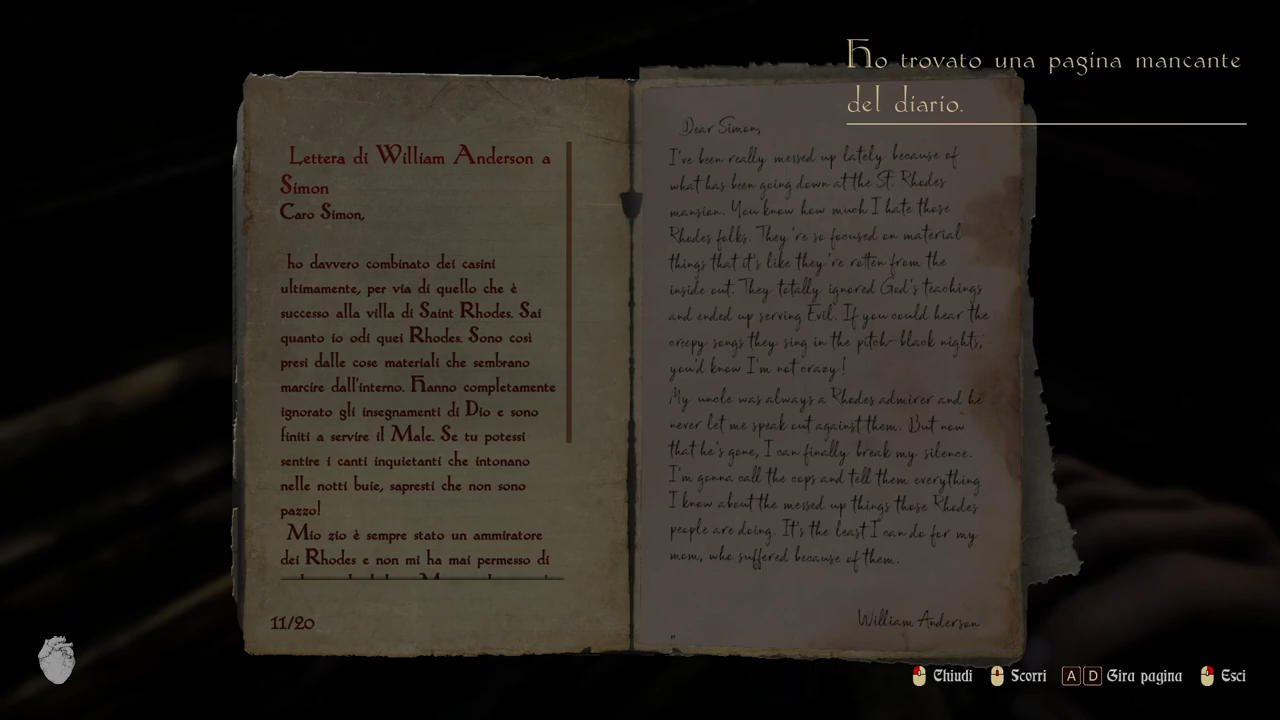 Ho trovato una pagina mancante
del diario.
Lettera di William Anderson a
Simon
Caro Simon,
ho davvero combinato dei casini
ultimamente, per via di quello che è
successo alla villa di Saint Rhodes. Sai
quanto io odi quei Rhodes. Sono così
presi dalle cose materiali che sembrano
marcire dall'interno. Hanno completamente
ignorato gli insegnamenti di Dio e sono
finiti a servire il Male. Se tu potessi
sentire i canti inquietanti che intonano
nelle notti buie, sapresti che non sono
pazzo!
Mio zio è sempre stato un ammiratore
dei Rhodes e non mi ha mai permesso di
11/20
Dear Simon,
I've been really messed up lately because of
what has been going down at the St. Rhodes
mansion. You know how much I hate those
Rhodes folks. They're so focused on material
things that it's like they're rotten from the
inside out. They totally ignored God's teachings
and ended up serving Evil. If you could hear the
creepy songs they sing in the pitch-black nights,
you'd know I'm not crazy!
My uncle was always a Rhodes admirer and he
never let me speak out against them. But now
that he's gone, I can finally break my silence.
I'm gonna call the cops and tell them everything
I know about the messed up things those Rhodes
people are doing. It's the least I can do for my
mom, who suffered because of them.
William Anderson
"
Chiudi
Scorri
A D Gira pagina
Esci